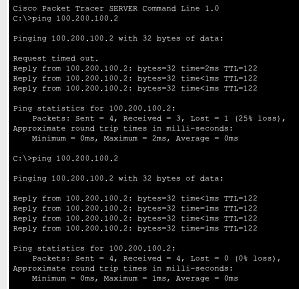 Cisco Packet Tracer SERVER Command Line 1.0
C:\>ping 100.200.100.2
Pinging 100.200.100.2 with 32 bytes of data:
Request timed out.
Reply from 100.200.100.2: bytes=32 time=2ms TTL=122
Reply from 100.200.100.2: bytes=32 time<1ms TTL=122
Reply from 100.200.100.2: bytes=32 time<1ms TTL=122
Ping statistics for 100.200.100.2:
Packets: Sent = 4, Received = 3, Lost = 1 (25% loss),
Approximate round trip times in milli-seconds:
Minimum = 0ms, Maximum = 2ms, Average = 0ms
C:\>ping 100.200.100.2
Pinging 100.200.100.2 with 32 bytes of data:
Reply from 100.200.100.2: bytes=32 time<1ms TTL=122
Reply from 100.200.100.2: bytes=32 time=1ms TTL=122
Reply from 100.200.100.2: bytes=32 time<1ms TTL=122
Reply from 100.200.100.2: bytes=32 time=1ms TTL=122
Ping statistics for 100.200.100.2:
Packets: Sent = 4, Received = 4, Lost = 0 (0% loss),
Approximate round trip times in milli-seconds:
Minimum = 0ms, Maximum = 1ms, Average = 0ms